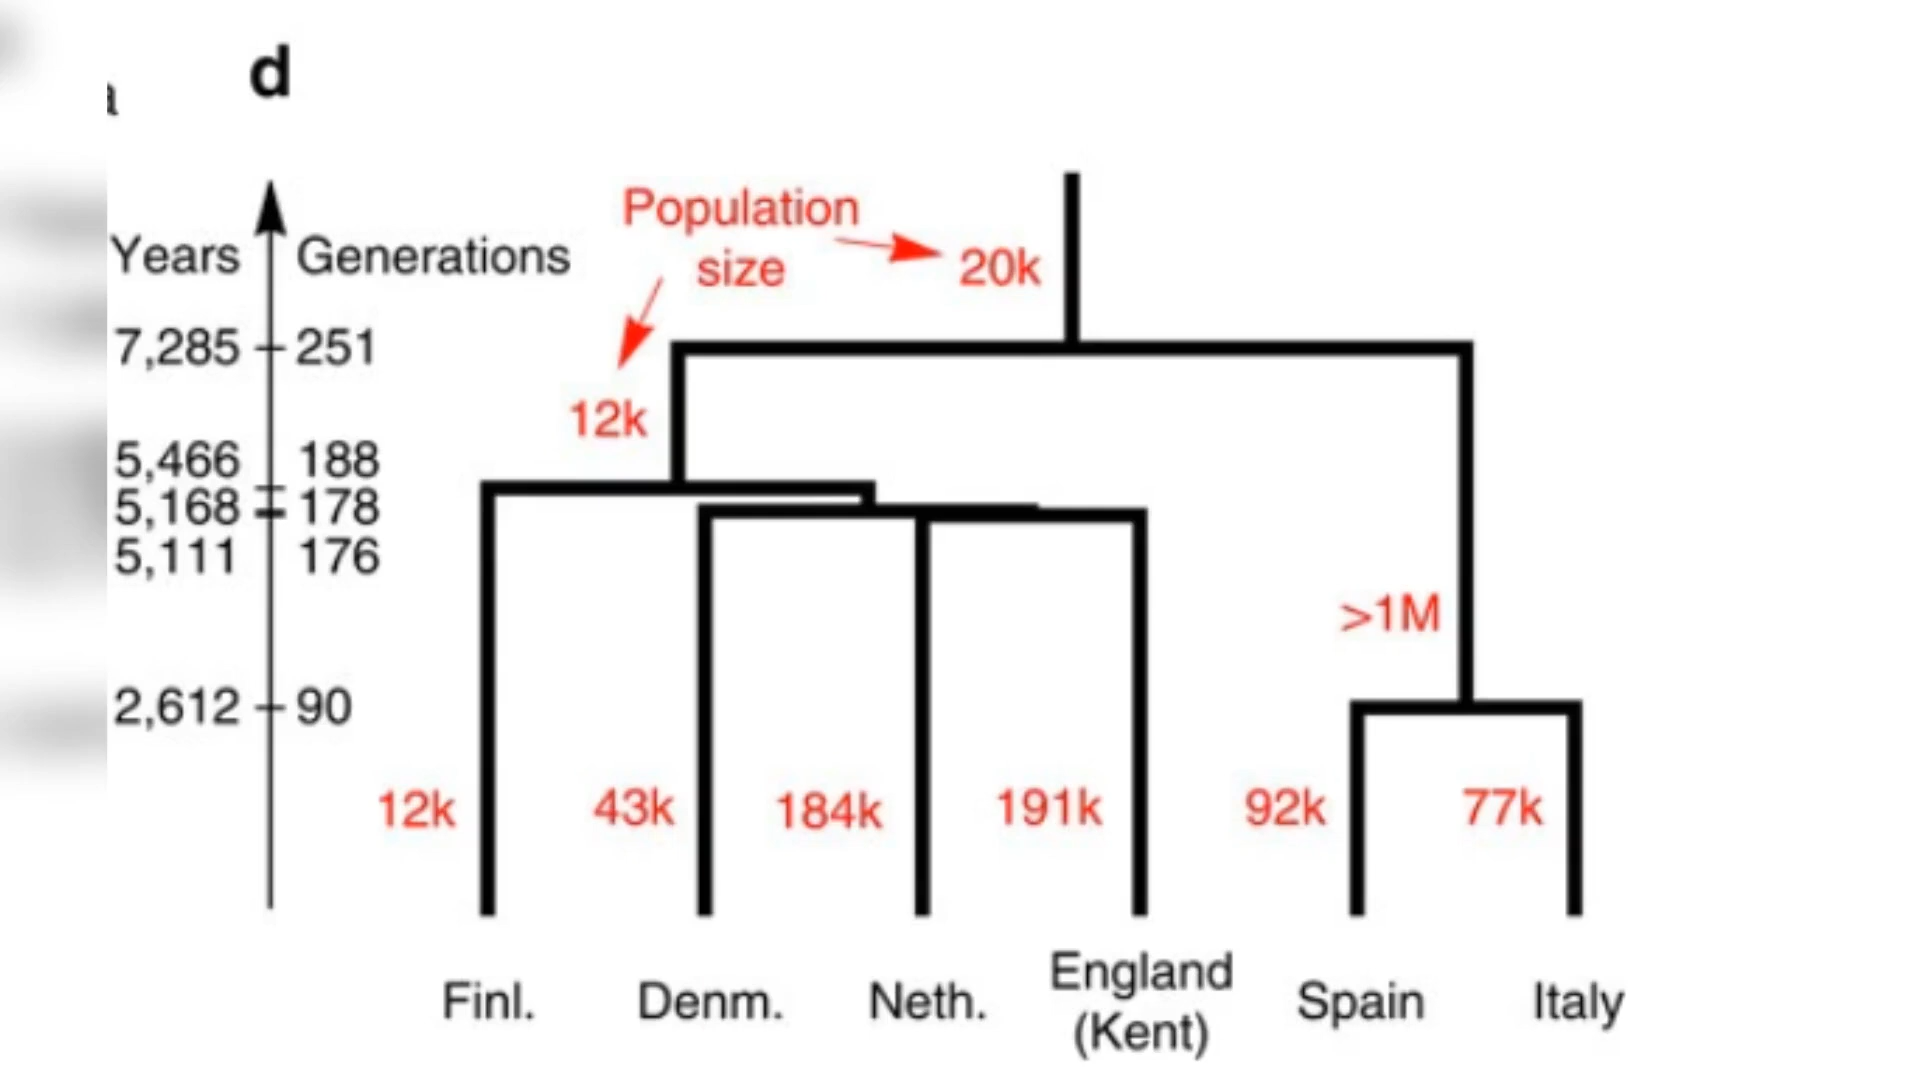 d
Population
size
20k
Years
Generations
7,285
251
12k
5,466
188
5,168
178
5,111
176
>1M
2,612
90
12k
43k
184k
191k
92k
77k
Finl.
Denm.
Neth.
England
(Kent)
Spain
Italy